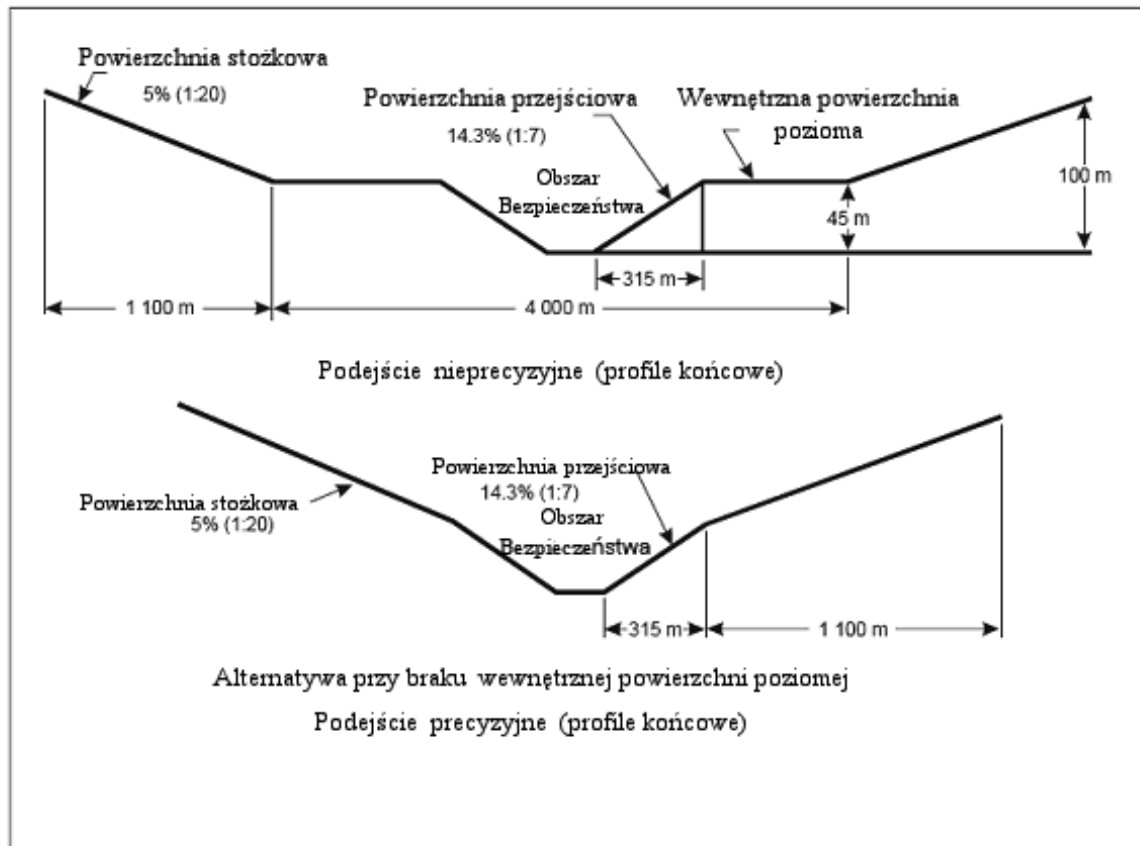 Powierzchnia stożkowa
5% (1:20)
Powierzchnia przejściowa
14.3% (1:7)
Wewnętrzna powierzchnia
pozioma
Obszar
Bezpieczeństwa
100 m
45 m
315 m
1 100 m
4 000 m
Podejście nieprecyzyjne (profile końcowe)
Powierzchnia stożkowa
5% (1:20)
Powierzchnia przejściowa
14.3% (1:7)
Obszar
Bezpieczeństwa
315 m
1 100 m
Alternatywa przy braku wewnętrznej powierzchni poziomej
Podejście precyzyjne (profile końcowe)